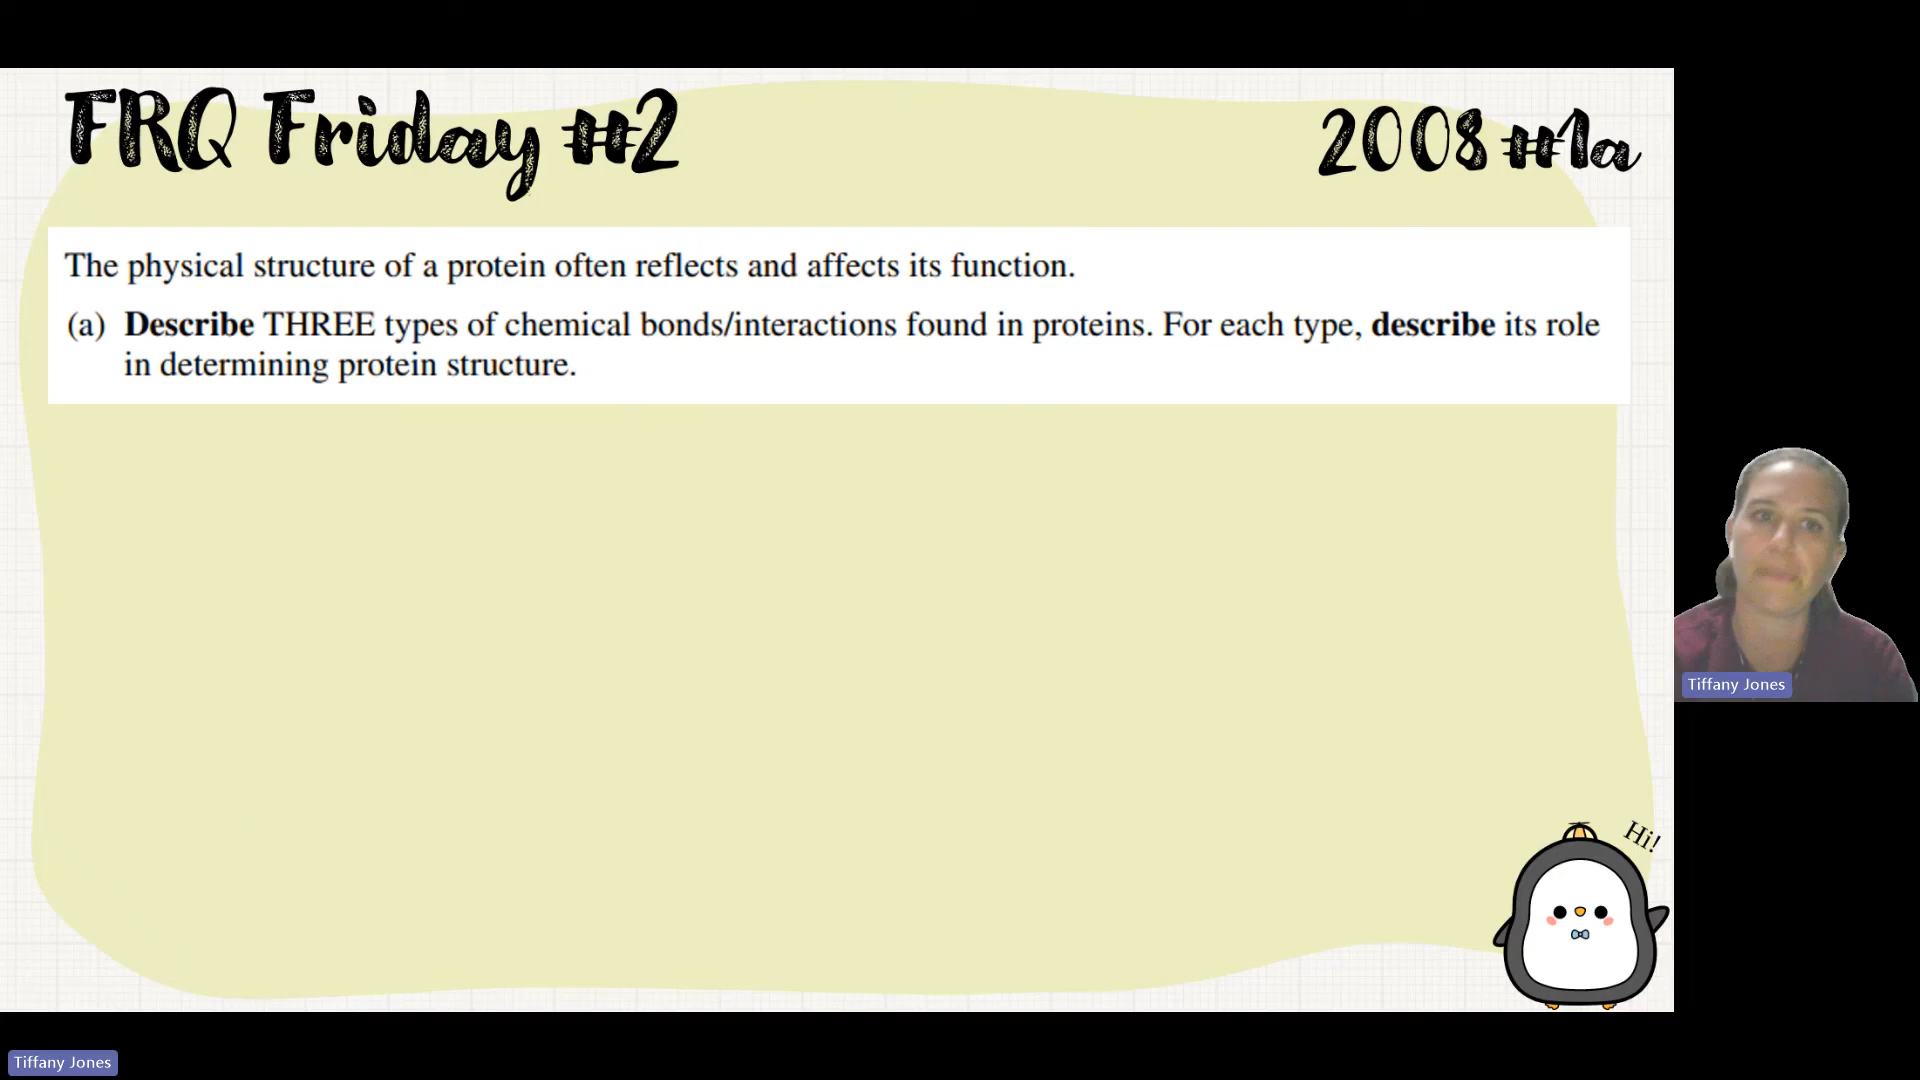 FRQ Friday #2
2008 #1a
The physical structure of a protein often reflects and affects its function.
(a) Describe THREE types of chemical bonds/interactions found in proteins. For each type, describe its role
in determining protein structure.
Tiffany Jones
Hi!
Tiffany Jones